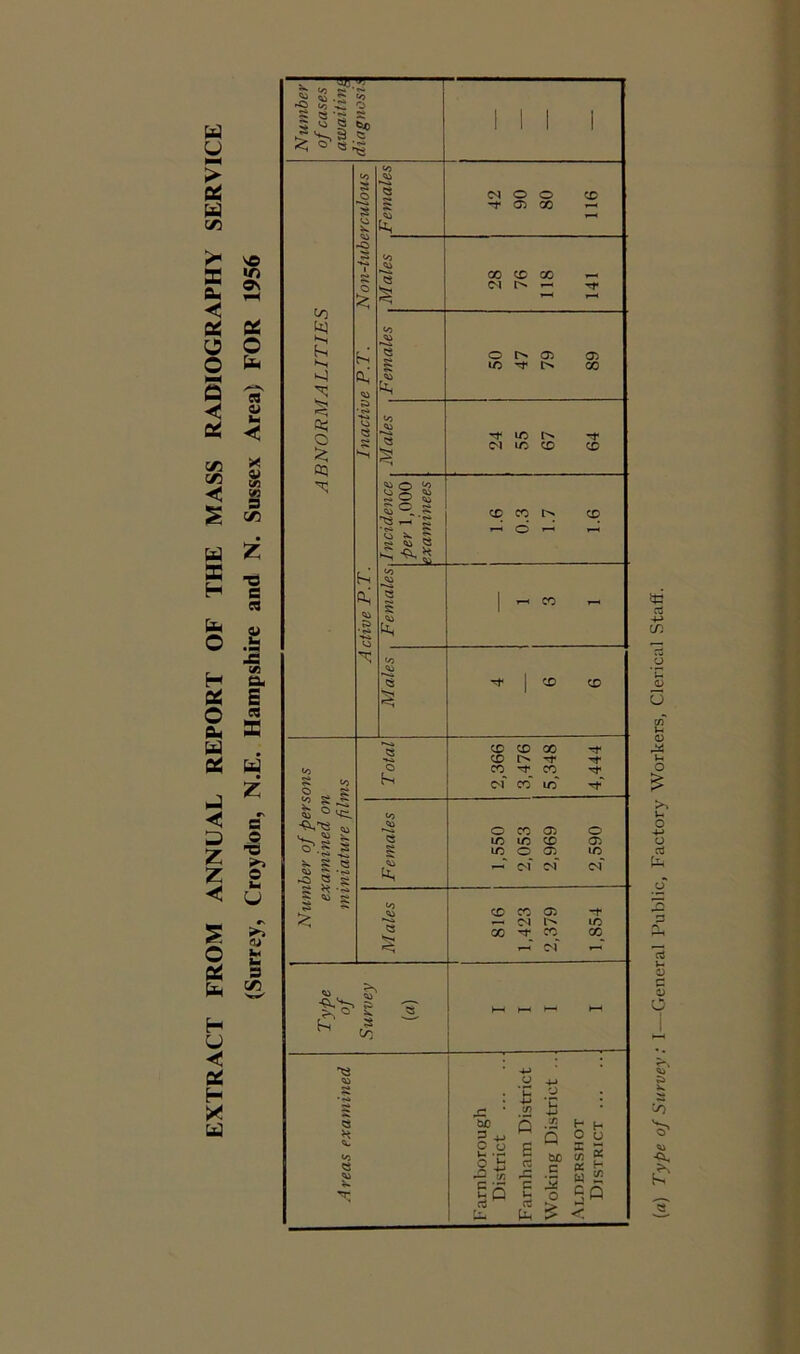 EXTRACT FROM ANNUAL REPORT OF THE MASS RADIOGRAPHY SERVICE
(Surrey, Croydon, N.E. Hampshire and N. Sussex Area) FOR 1956
Areas examined | Type of Survey (a) | Number of persons examined on miniature films | ABNORMALITIES | Number of cases awaiting diagnosis
Active P.T. | Inactive P.T. | Non-tuberculous
Males | Females | Total | Males | Females | Incidence per 1,000 examinees | Males | Females | Males | Females
Farnborough District ... ... | I | 816 | 1,550 | 2,366 | 4 | — | 1.6 | 24 | 50 | 28 | 42 | —
Farnham District | I | 1,423 | 2,053 | 3,476 | — | 1 | 0.3 | 55 | 47 | 76 | 90 | —
Woking District .. | I | 2,379 | 2,969 | 5,348 | 6 | 3 | 1.7 | 67 | 79 | 118 | 80 | —
ALDERSHOT DISTRICT ... ... | I | 1,854 | 2,590 | 4,444 | 6 | 1 | 1.6 | 64 | 89 | 141 | 116 | —
(a) Type of Survey: I—General Public, Factory Workers, Clerical Staff.